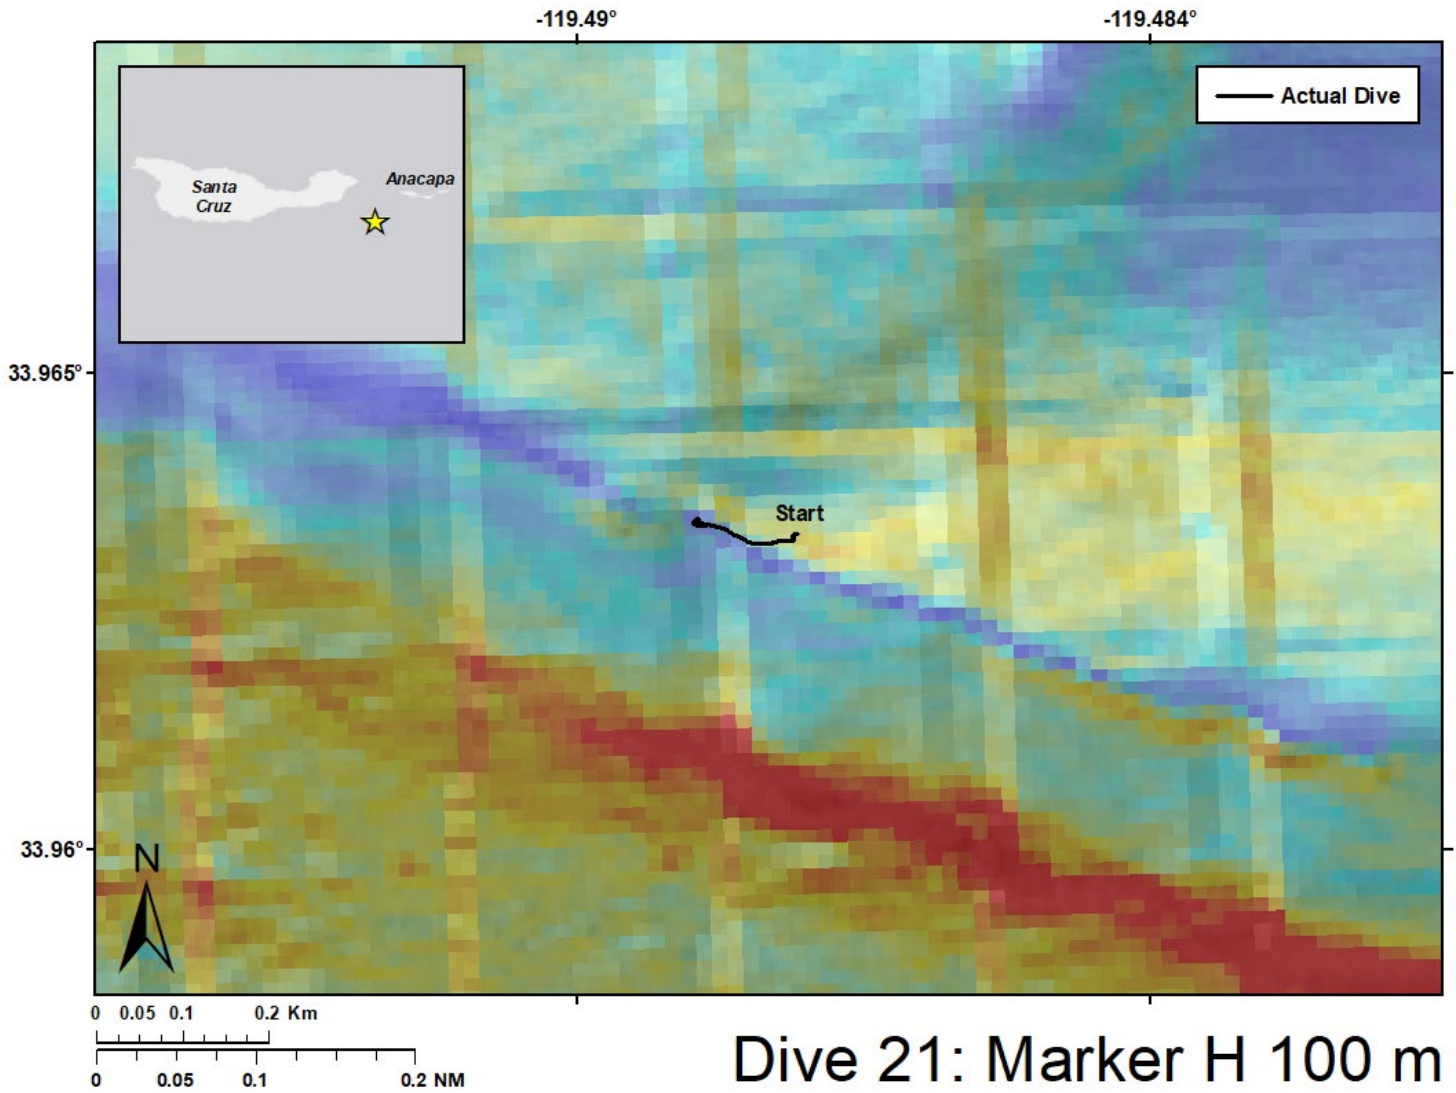 -119.49°
-119.484°
Actual Dive
Santa
Cruz
Anacapa
33.965°
Start
33.96°
N
0 0.05 0.1 0.2 Km
0 0.05 0.1 0.2 NM
Dive 21: Marker H 100 m